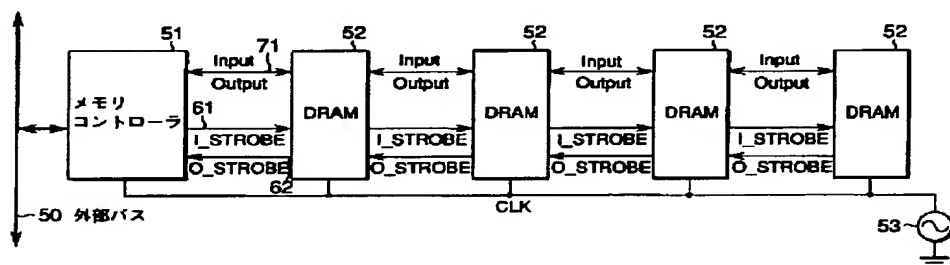 51
52
52
52
52
Input
Input
Input
Input
71
Output
Output
Output
Output
メモリ
コントローラ
DRAM
DRAM
DRAM
DRAM
61
I_STROBE
I_STROBE
I_STROBE
I_STROBE
O_STROBE
O_STROBE
O_STROBE
O_STROBE
62
CLK
50 外部バス
53